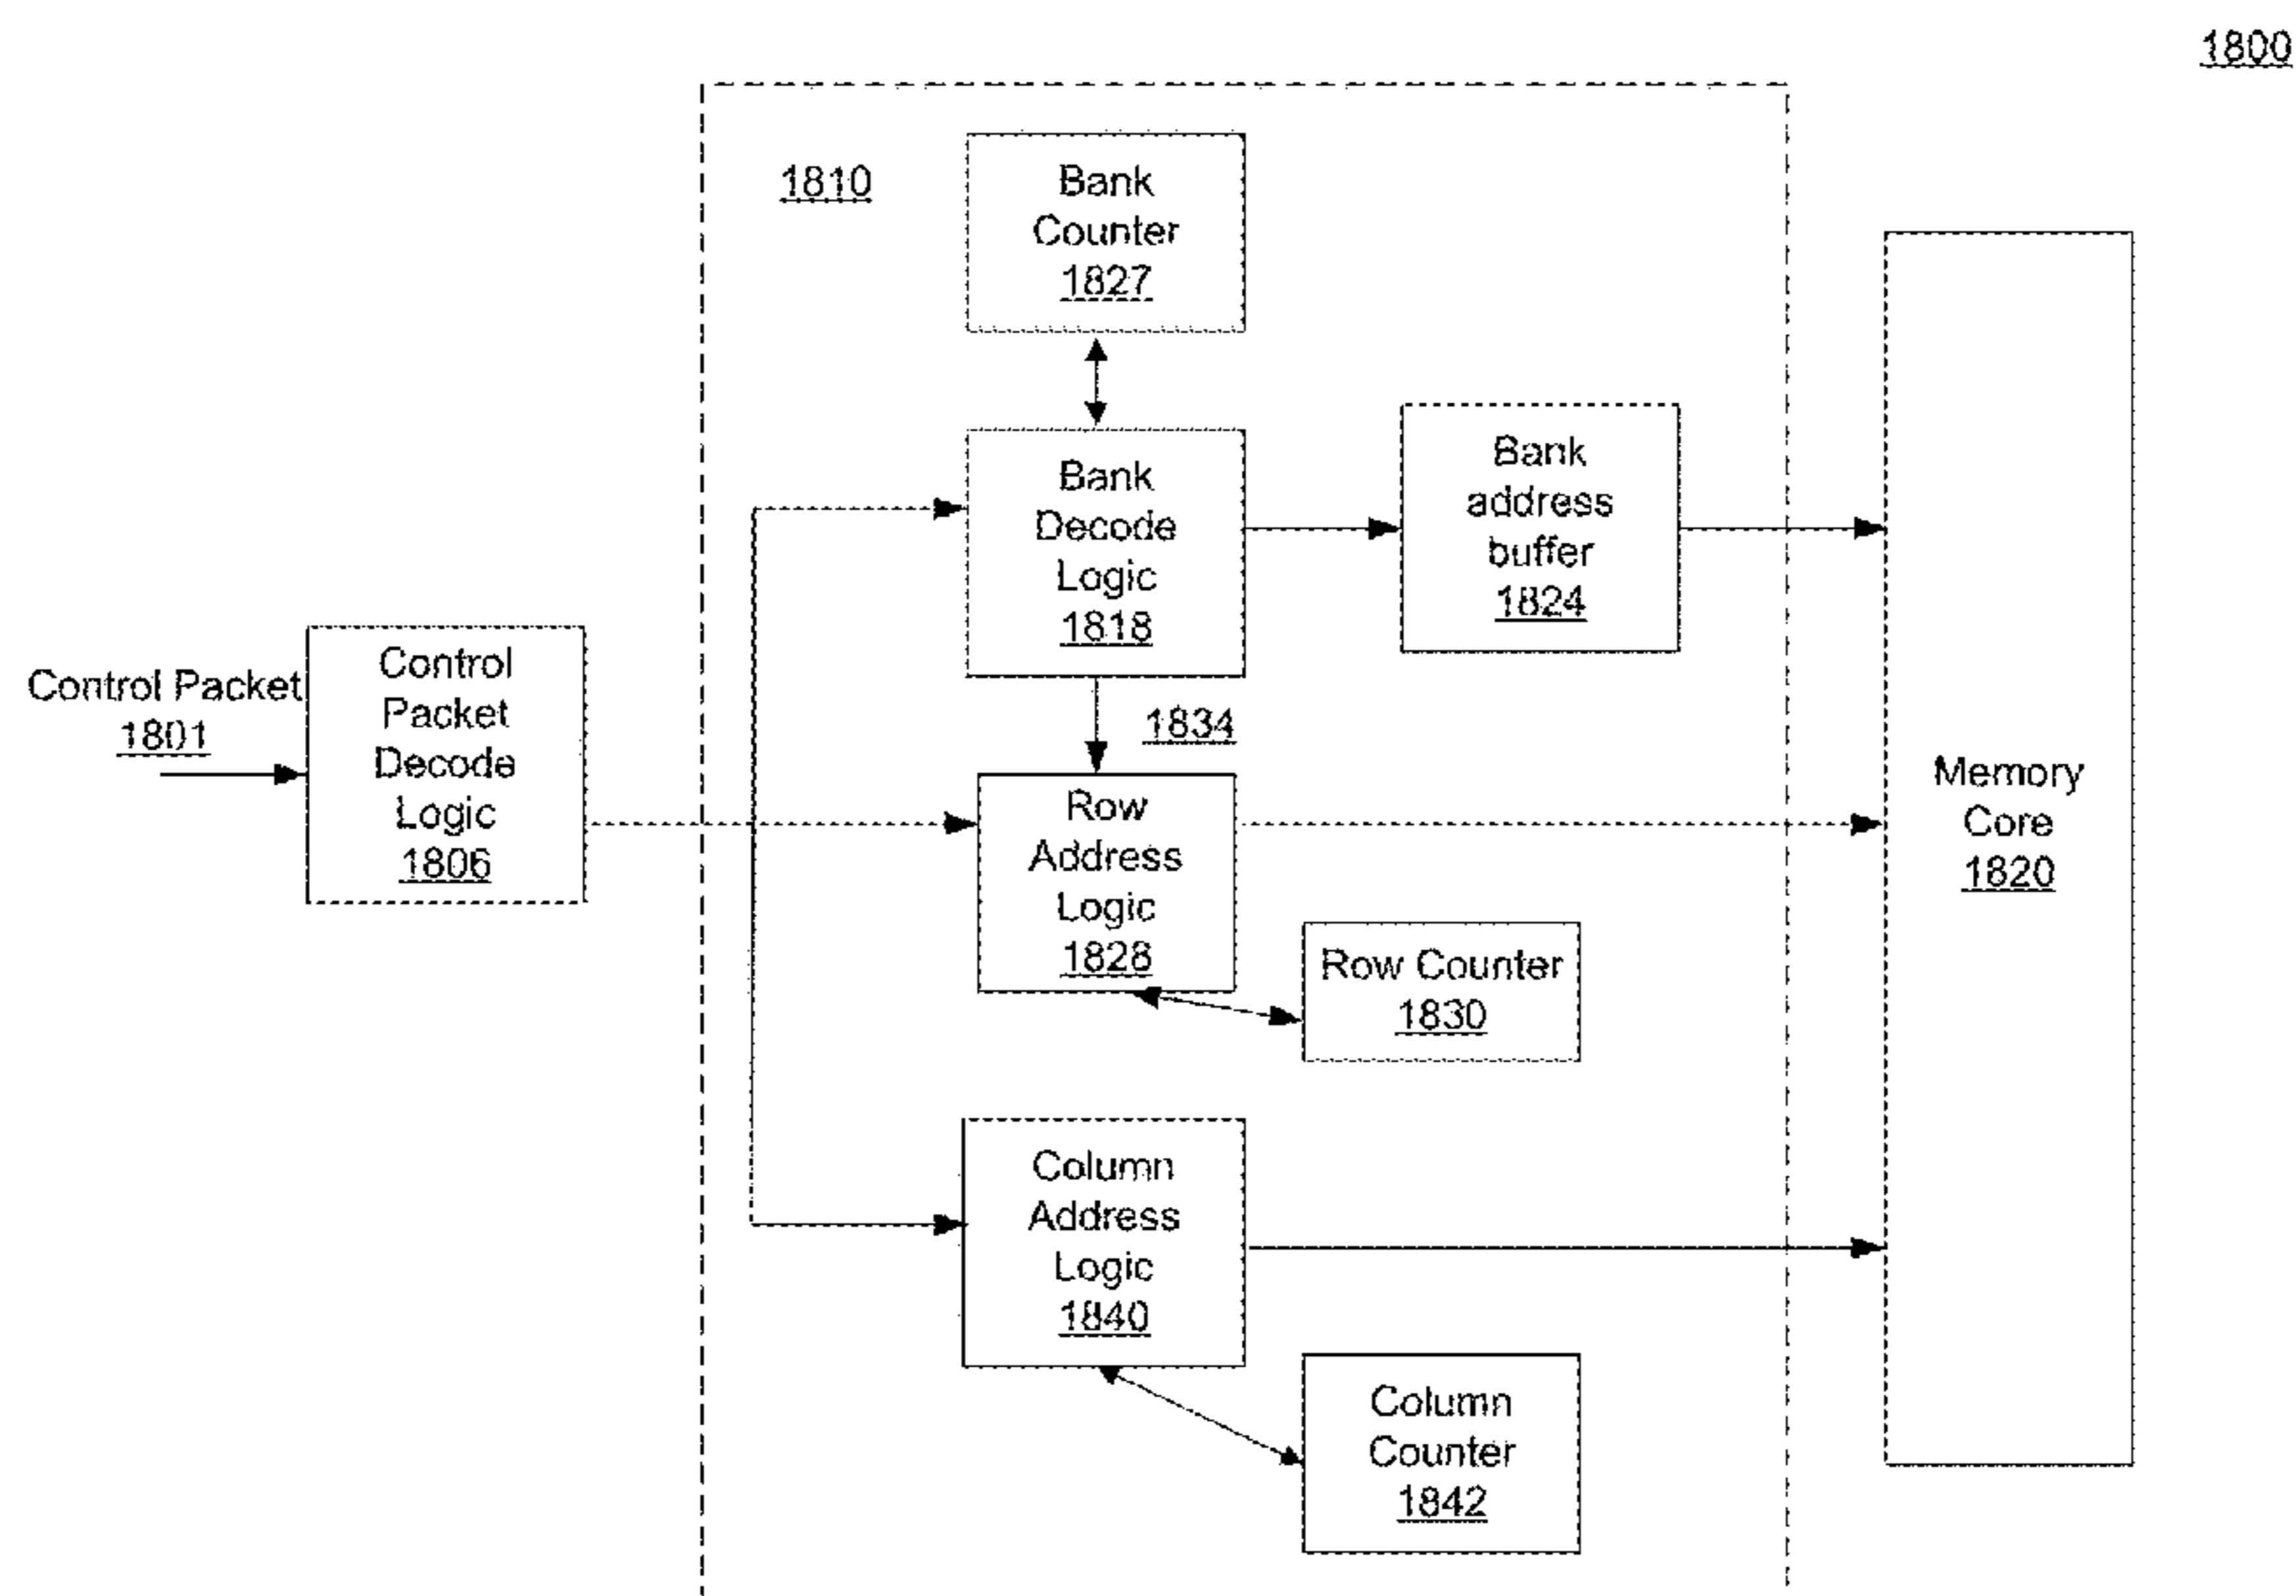 1800
1810
Bank
Counter
1827
Bank
Decode
Logic
1818
Bank
address
buffer
1824
Control Packet
1801
Control
Packet
Decode
Logic
1806
1834
Row
Address
Logic
1828
Row Counter
1830
Memory
Core
1820
Column
Address
Logic
1840
Column
Counter
1842